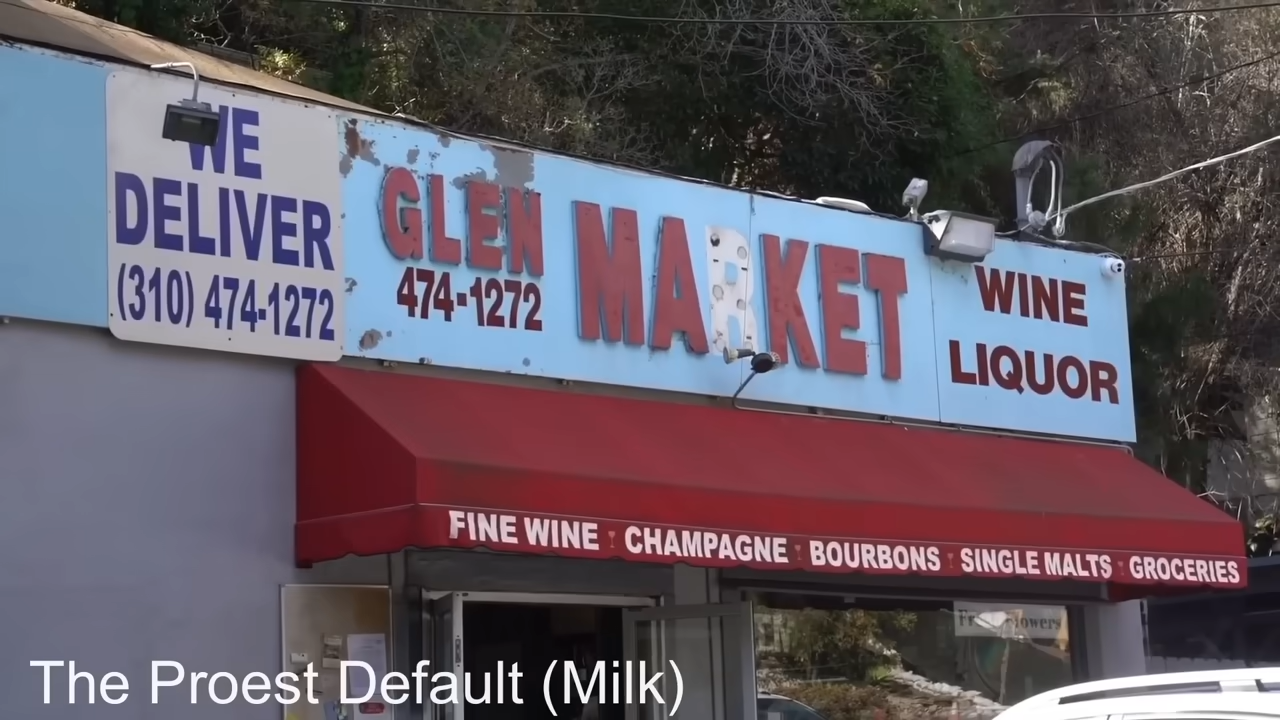 WE
DELIVER
(310) 474-1272
GLEN
474-1272
MARKET
WINE
LIQUOR
FINE WINE CHAMPAGNE BOURBONS SINGLE MALTS GROCERIES
The Proest Default (Milk)